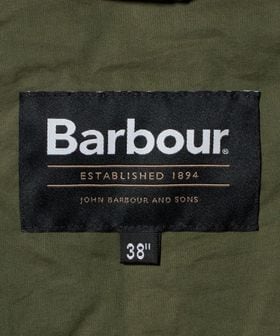 Barbour®
ESTABLISHED 1894
JOHN BARBOUR AND SONS
38"